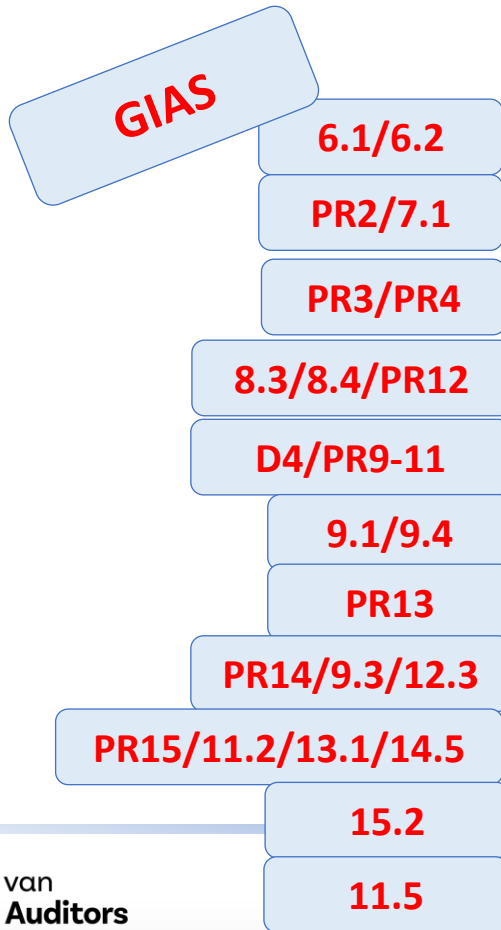 GIAS
6.1/6.2
PR2/7.1
PR3/PR4
8.3/8.4/PR12
D4/PR9-11
9.1/9.4
PR13
PR14/9.3/12.3
PR15/11.2/13.1/14.5
15.2
11.5
van
Auditors